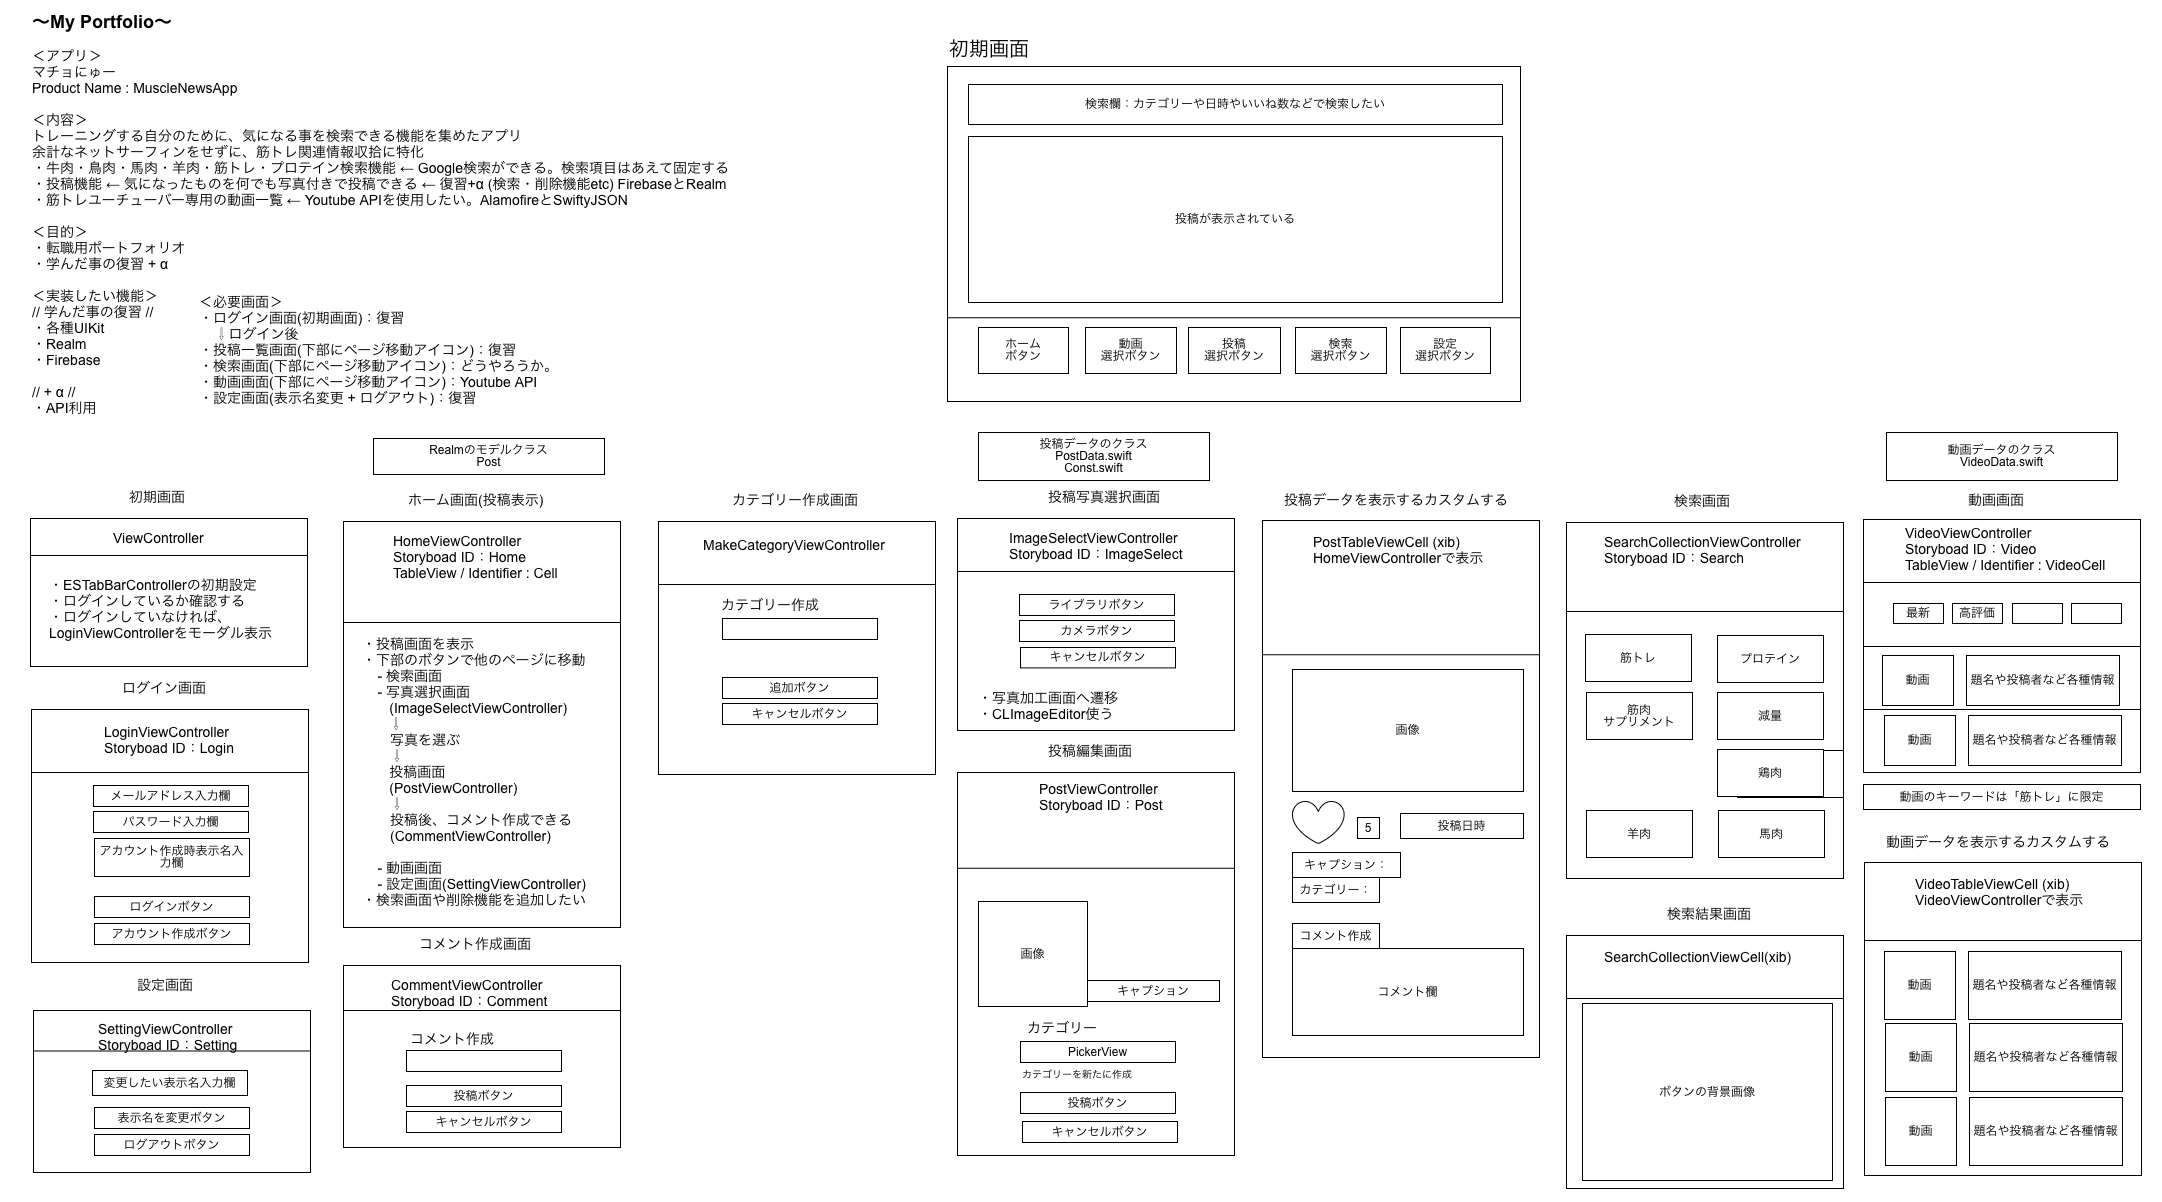 〜My Portfolio〜
＜アプリ＞
マチョにゅー
Product Name : MuscleNewsApp
＜内容＞
トレーニングする自分のために、気になる事を検索できる機能を集めたアプリ
余計なネットサーフィンをせずに、筋トレ関連情報収拾に特化
・牛肉・鳥肉・馬肉・羊肉・筋トレ・プロテイン検索機能 ← Google検索ができる。検索項目はあえて固定する
・投稿機能 ← 気になったものを何でも写真付きで投稿できる ← 復習+α (検索・削除機能etc) FirebaseとRealm
・筋トレユーチューバー専用の動画一覧 ← Youtube APIを使用したい。AlamofireとSwiftyJSON
＜目的＞
・転職用ポートフォリオ
・学んだ事の復習 + α
＜実装したい機能＞
// 学んだ事の復習 //
・各種UIKit
・Realm
・Firebase
// + α //
・API利用
＜必要画面＞
・ログイン画面(初期画面)：復習
⇩ログイン後
・投稿一覧画面(下部にページ移動アイコン)：復習
・検索画面(下部にページ移動アイコン)：どうやろうか。
・動画画面(下部にページ移動アイコン)：Youtube API
・設定画面(表示名変更 + ログアウト)：復習
初期画面
検索欄：カテゴリーや日時やいいね数などで検索したい
投稿が表示されている
ホーム
ボタン
動画
選択ボタン
投稿
選択ボタン
検索
選択ボタン
設定
選択ボタン
初期画面
ViewController
・ESTabBarControllerの初期設定
・ログインしているか確認する
・ログインしていなければ、
LoginViewControllerをモーダル表示
ログイン画面
LoginViewController
Storyboad ID：Login
メールアドレス入力欄
パスワード入力欄
アカウント作成時表示名入
力欄
ログインボタン
アカウント作成ボタン
設定画面
SettingViewController
Storyboad ID：Setting
変更したい表示名入力欄
表示名を変更ボタン
ログアウトボタン
Realmのモデルクラス
Post
ホーム画面(投稿表示)
HomeViewController
Storyboad ID：Home
TableView / Identifier : Cell
・投稿画面を表示
・下部のボタンで他のページに移動
- 検索画面
- 写真選択画面
(ImageSelectViewController)
⇩
写真を選ぶ
⇩
投稿画面
(PostViewController)
⇩
投稿後、コメント作成できる
(CommentViewController)
- 動画画面
- 設定画面(SettingViewController)
・検索画面や削除機能を追加したい
コメント作成画面
CommentViewController
Storyboad ID：Comment
コメント作成
投稿ボタン
キャンセルボタン
カテゴリー作成画面
MakeCategoryViewController
カテゴリー作成
追加ボタン
キャンセルボタン
投稿データのクラス
PostData.swift
Const.swift
投稿写真選択画面
ImageSelectViewController
Storyboad ID：ImageSelect
ライブラリボタン
カメラボタン
キャンセルボタン
・写真加工画面へ遷移
・CLImageEditor使う
投稿編集画面
PostViewController
Storyboad ID：Post
画像
キャプション
カテゴリー
PickerView
カテゴリーを新たに作成
投稿ボタン
キャンセルボタン
投稿データを表示するカスタムする
PostTableViewCell (xib)
HomeViewControllerで表示
画像
5
投稿日時
キャプション：
カテゴリー：
コメント作成
コメント欄
検索画面
SearchCollectionViewController
Storyboad ID：Search
筋トレ
プロテイン
筋肉
サプリメント
減量
鶏肉
羊肉
馬肉
検索結果画面
SearchCollectionViewCell(xib)
ボタンの背景画像
動画データのクラス
VideoData.swift
動画画面
VideoViewController
Storyboad ID：Video
TableView / Identifier : VideoCell
最新
高評価
動画
題名や投稿者など各種情報
動画
題名や投稿者など各種情報
動画のキーワードは「筋トレ」に限定
動画データを表示するカスタムする
VideoTableViewCell (xib)
VideoViewControllerで表示
動画
題名や投稿者など各種情報
動画
題名や投稿者など各種情報
動画
題名や投稿者など各種情報